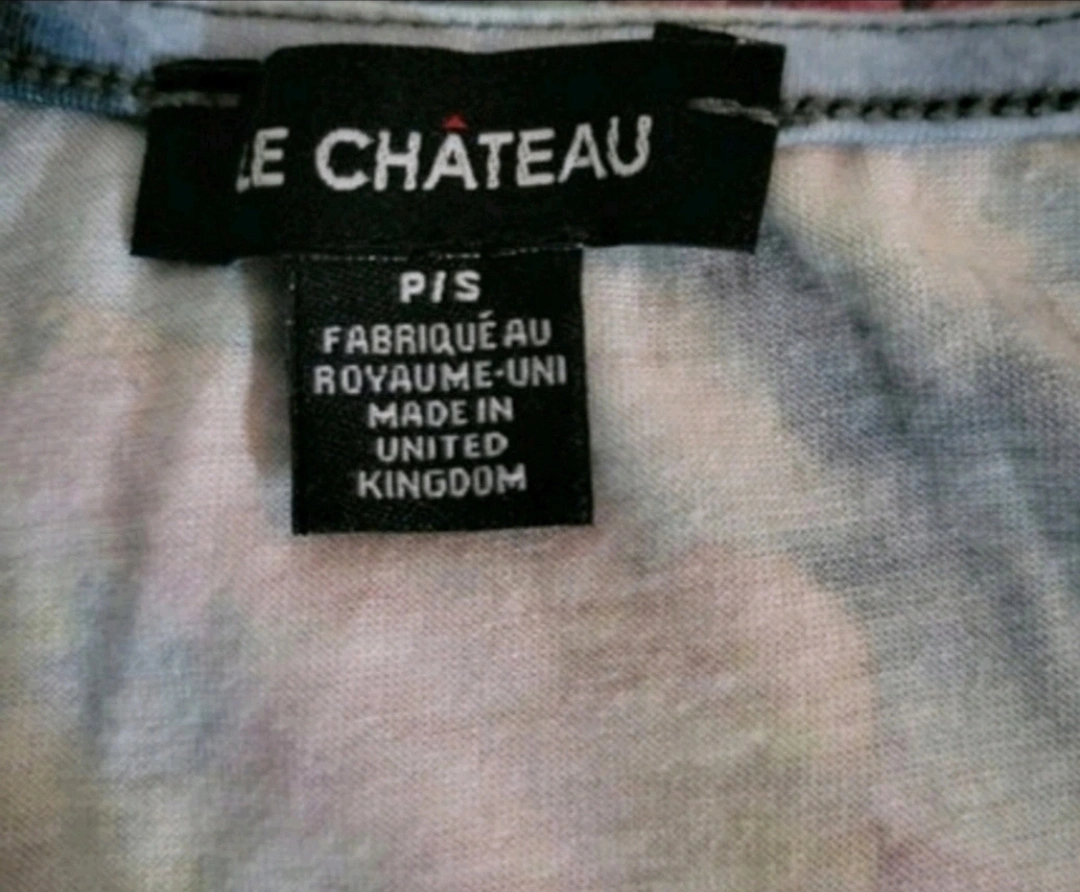 LE CHÂTEAU
P/S
FABRIQUÉ AU
ROYAUME-UNI
MADE IN
UNITED
KINGDOM